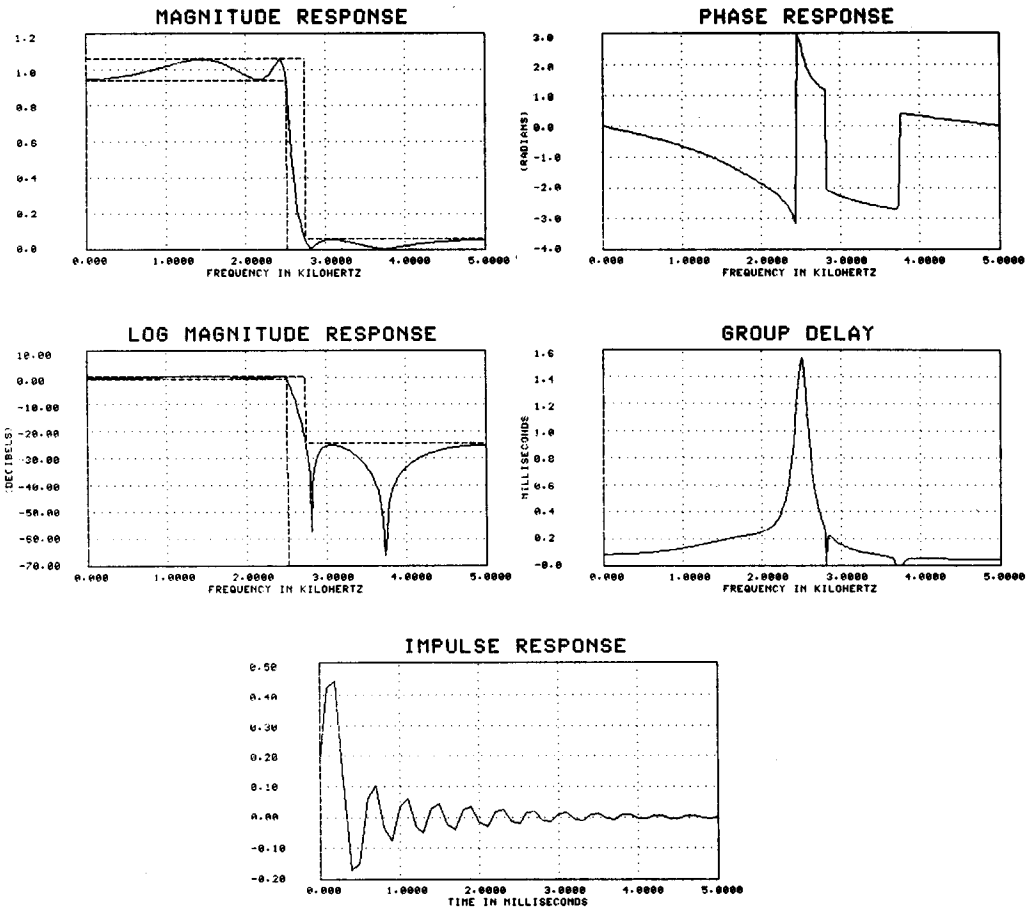 MAGNITUDE RESPONSE
1.2
1.0
0.8
0.6
0.4
0.2
0.0
0.000 1.0000 2.0000 3.0000 4.0000 5.0000
FREQUENCY IN KILOHERTZ
PHASE RESPONSE
(RADIANS)
3.0
2.0
1.0
0.0
-1.0
-2.0
-3.0
-4.0
0.000 1.0000 2.0000 3.0000 4.0000 5.0000
FREQUENCY IN KILOHERTZ
LOG MAGNITUDE RESPONSE
(DECIBELS)
10.00
0.00
-10.00
-20.00
-30.00
-40.00
-50.00
-60.00
-70.00
0.000 1.0000 2.0000 3.0000 4.0000 5.0000
FREQUENCY IN KILOHERTZ
GROUP DELAY
MILLISECONDS
1.6
1.4
1.2
1.0
0.8
0.6
0.4
0.2
-0.0
0.000 1.0000 2.0000 3.0000 4.0000 5.0000
FREQUENCY IN KILOHERTZ
IMPULSE RESPONSE
0.50
0.40
0.30
0.20
0.10
0.00
-0.10
-0.20
0.000 1.0000 2.0000 3.0000 4.0000 5.0000
TIME IN MILLISECONDS